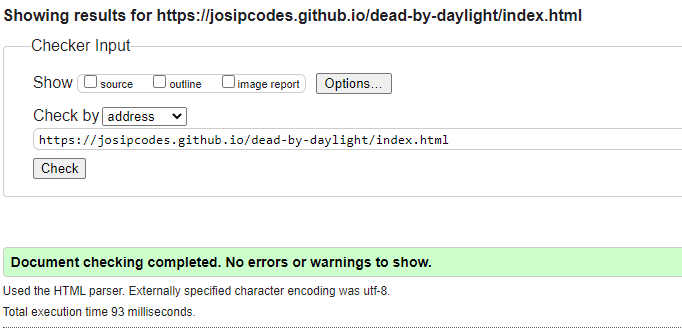 Showing results for https://josipcodes.github.io/dead-by-daylight/index.html
Checker Input
Show source outline image report Options...
Check by address
https://josipcodes.github.io/dead-by-daylight/index.html
Check
Document checking completed. No errors or warnings to show.
Used the HTML parser. Externally specified character encoding was utf-8.
Total execution time 93 milliseconds.